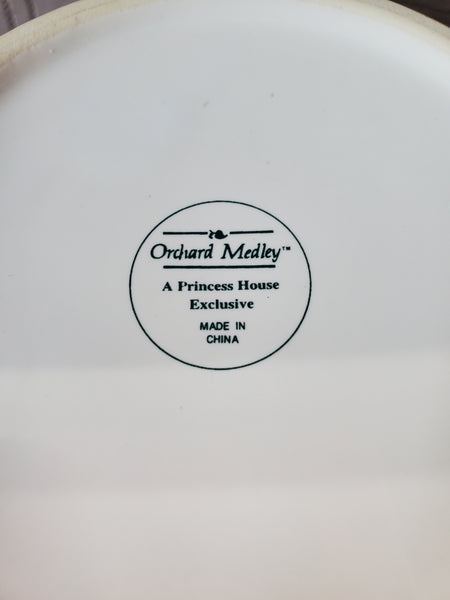 Orchard Medley™
A Princess House
Exclusive
MADE IN
CHINA